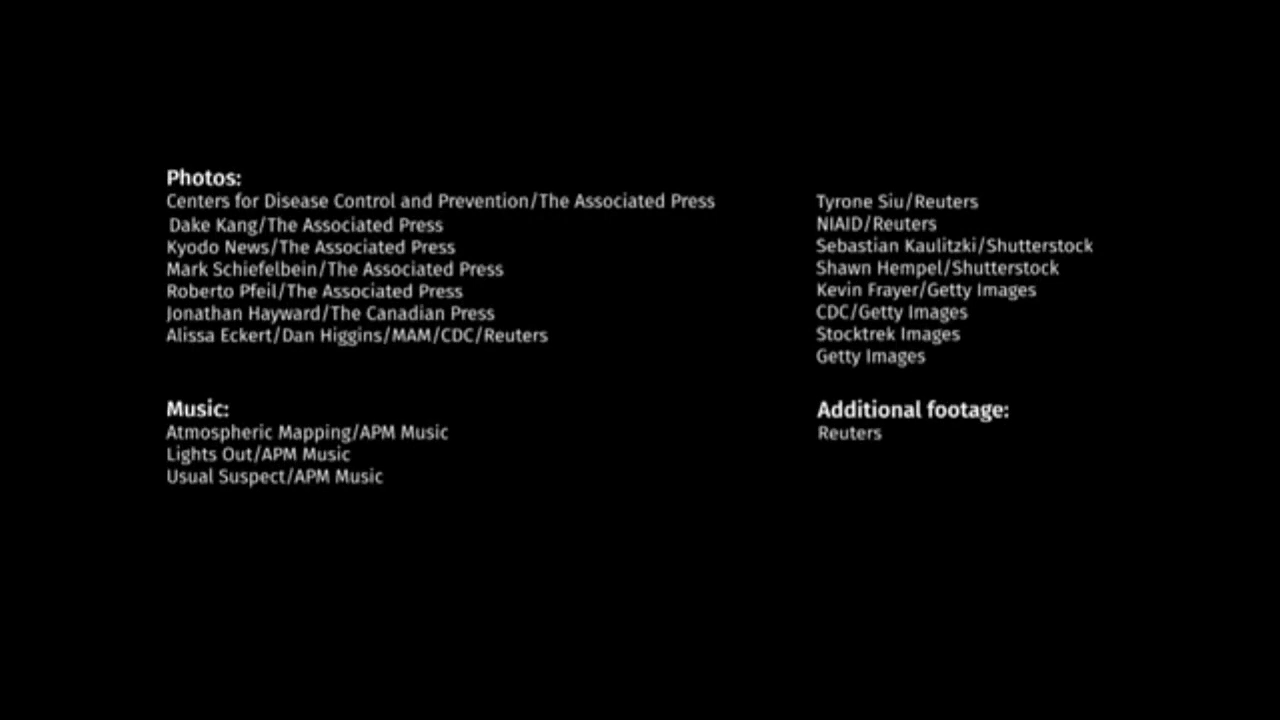 Photos:
Centers for Disease Control and Prevention/The Associated Press
Dake Kang/The Associated Press
Kyodo News/The Associated Press
Mark Schiefelbein/The Associated Press
Roberto Pfeil/The Associated Press
Jonathan Hayward/The Canadian Press
Alissa Eckert/Dan Higgins/MAM/CDC/Reuters
Tyrone Siu/Reuters
NIAID/Reuters
Sebastian Kaulitzki/Shutterstock
Shawn Hempel/Shutterstock
Kevin Frayer/Getty Images
CDC/Getty Images
Stocktrek Images
Getty Images
Music:
Atmospheric Mapping/APM Music
Lights Out/APM Music
Usual Suspect/APM Music
Additional footage:
Reuters